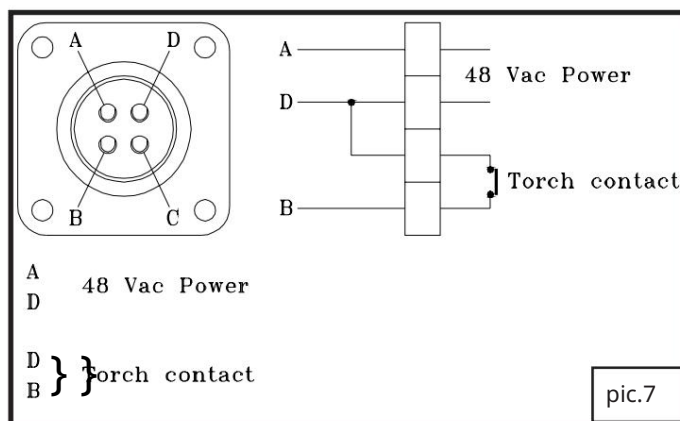 A D
B C
A
D
B
48 Vac Power
Torch contact
A
D
48 Vac Power
D
B
} } Torch contact
pic.7